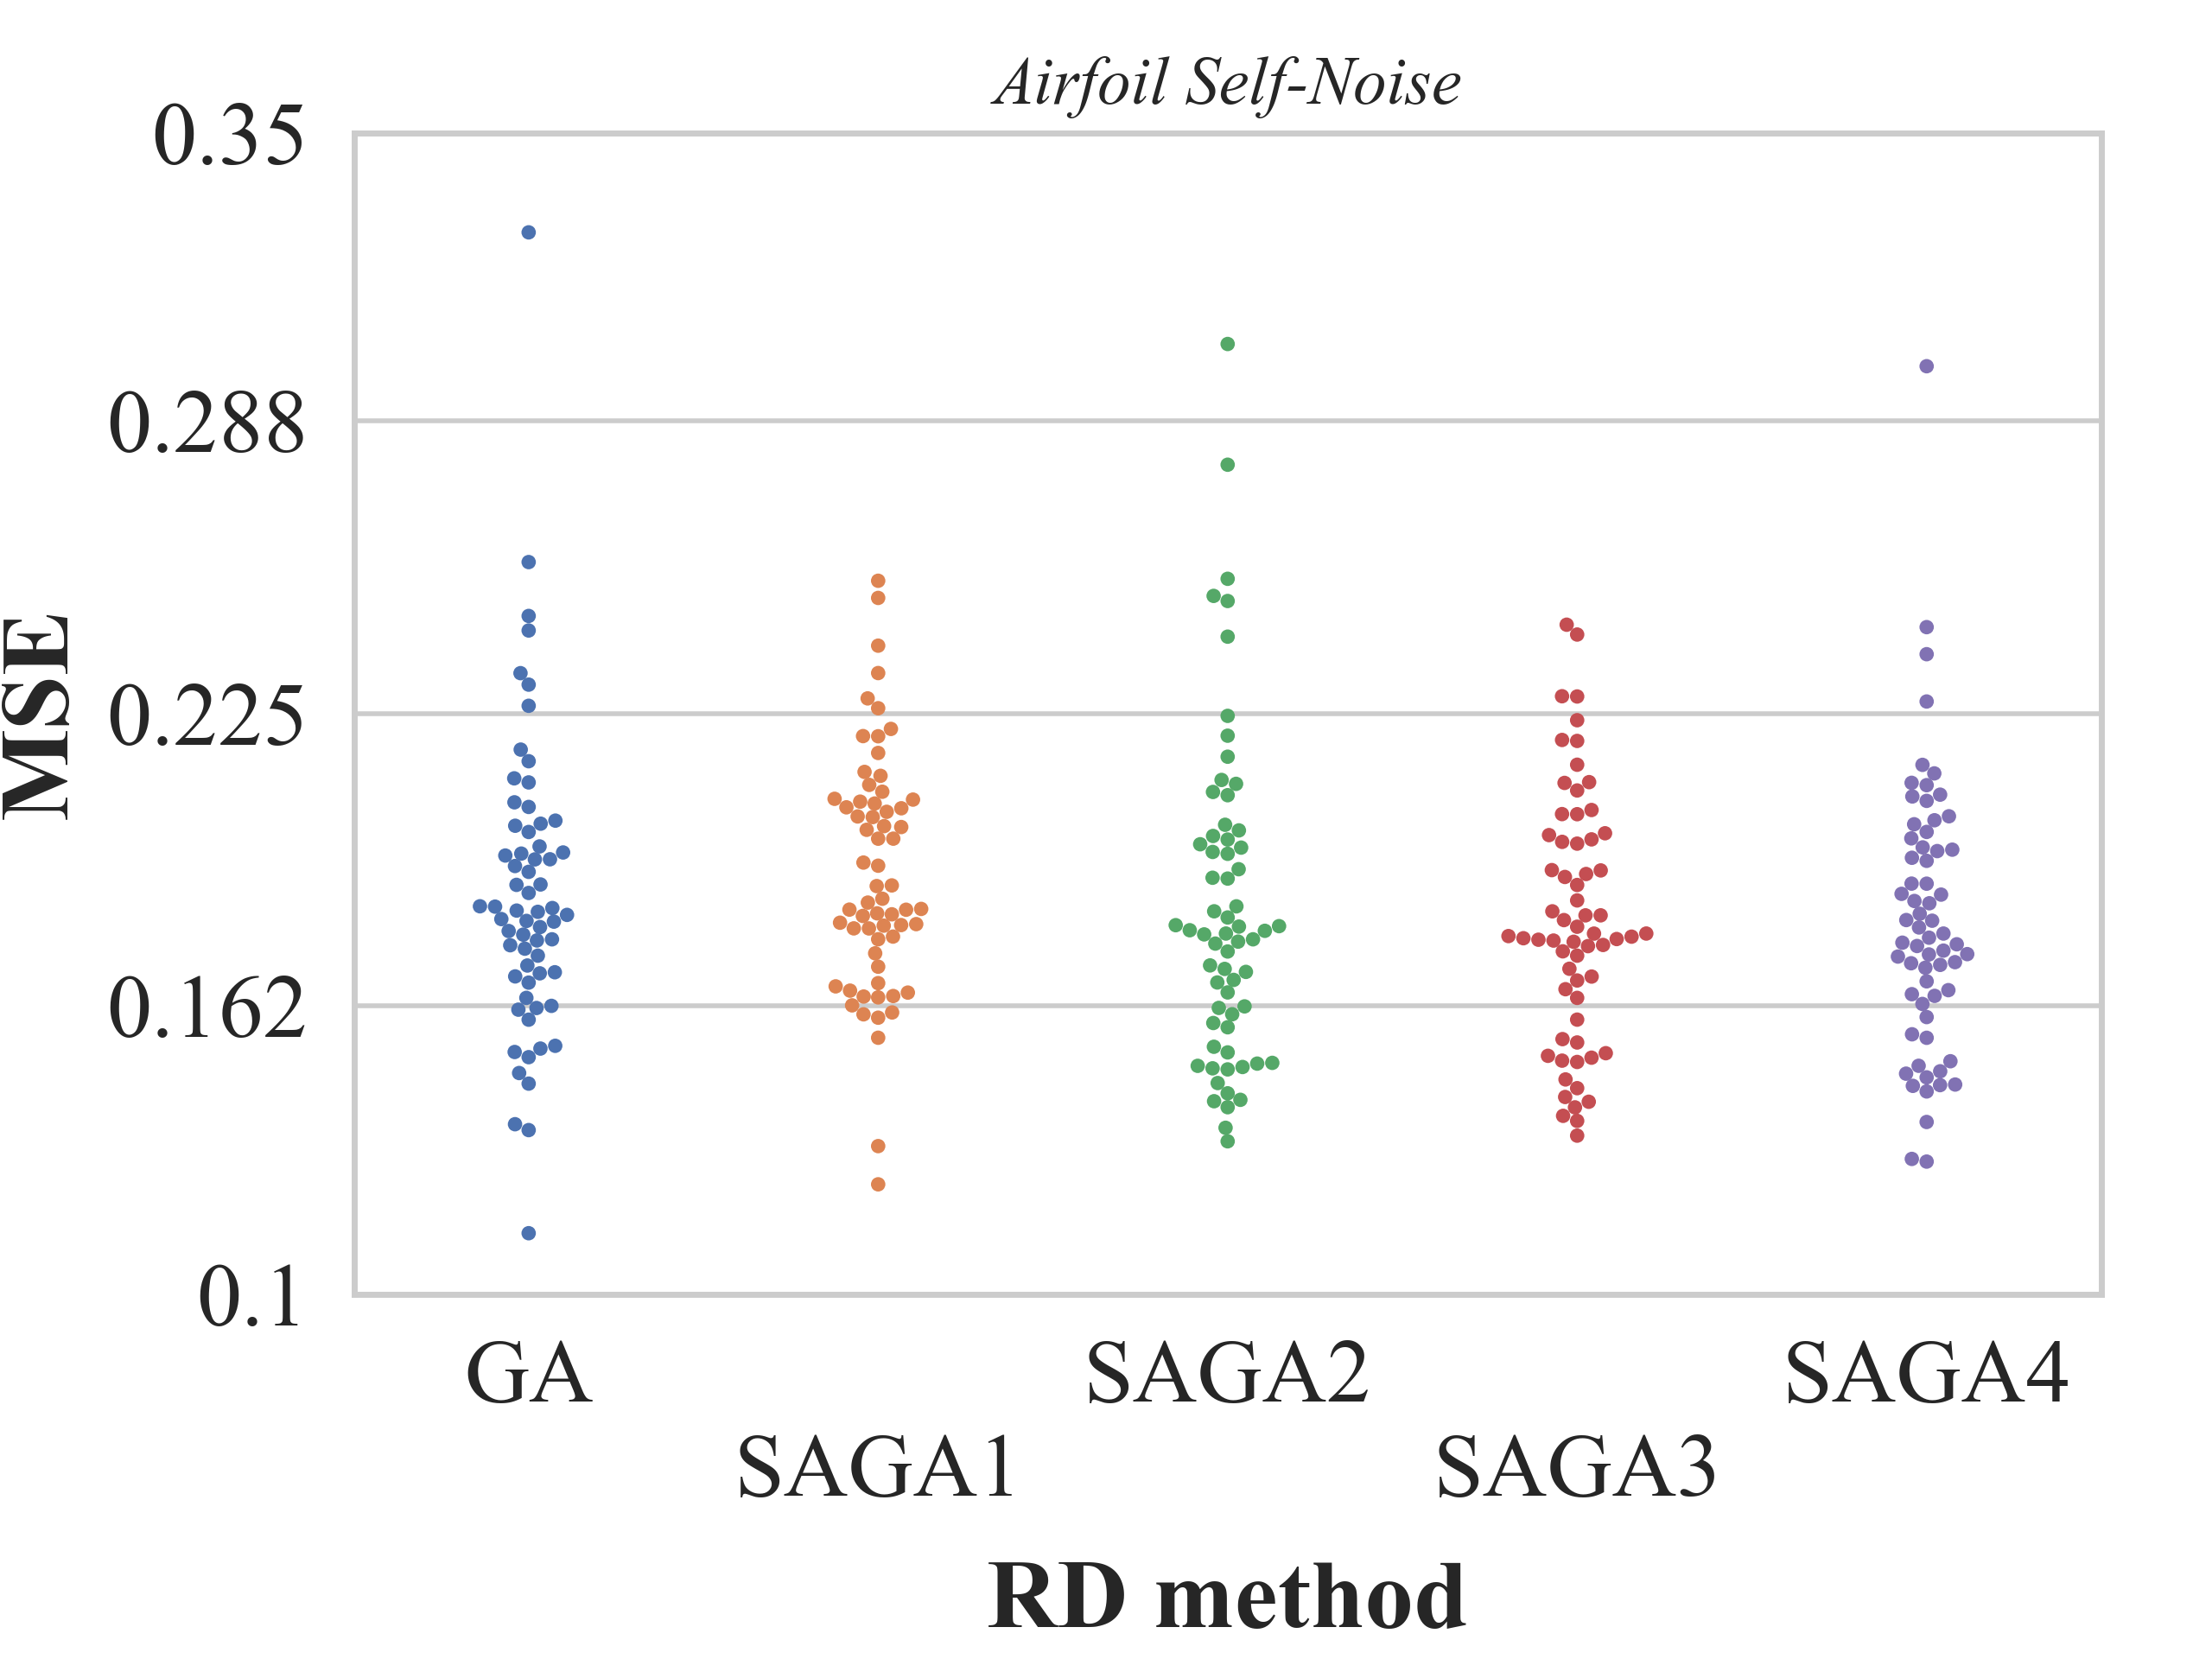 Airfoil Self-Noise
0.35
0.288
0.225
0.162
0.1
MSE
GA
SAGA1
SAGA2
SAGA3
SAGA4
RD method